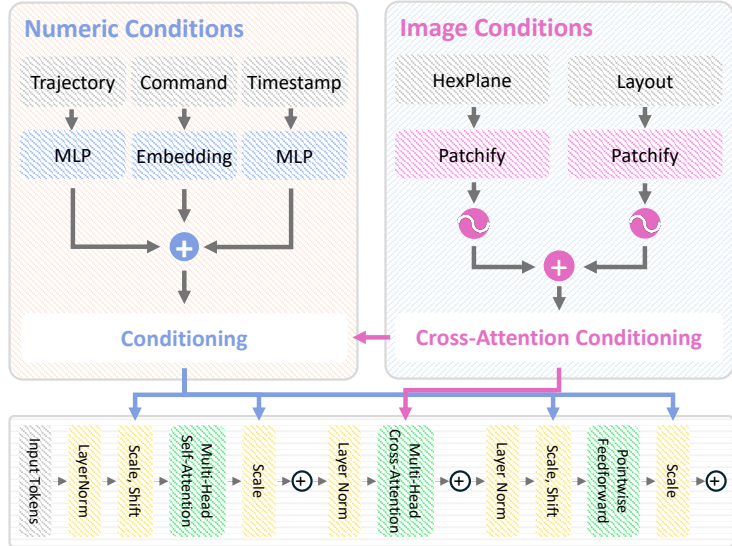 Numeric Conditions
Image Conditions
Trajectory
Command
Timestamp
HexPlane
Layout
MLP
Embedding
MLP
Patchify
Patchify
+
+
Conditioning
Cross-Attention Conditioning
Input Tokens
LayerNorm
Scale, Shift
Multi-Head
Self-Attention
Scale
+
Layer Norm
Multi-Head
Cross-Attention
+
Layer Norm
Scale, Shift
Pointwise
Feedforward
Scale
+